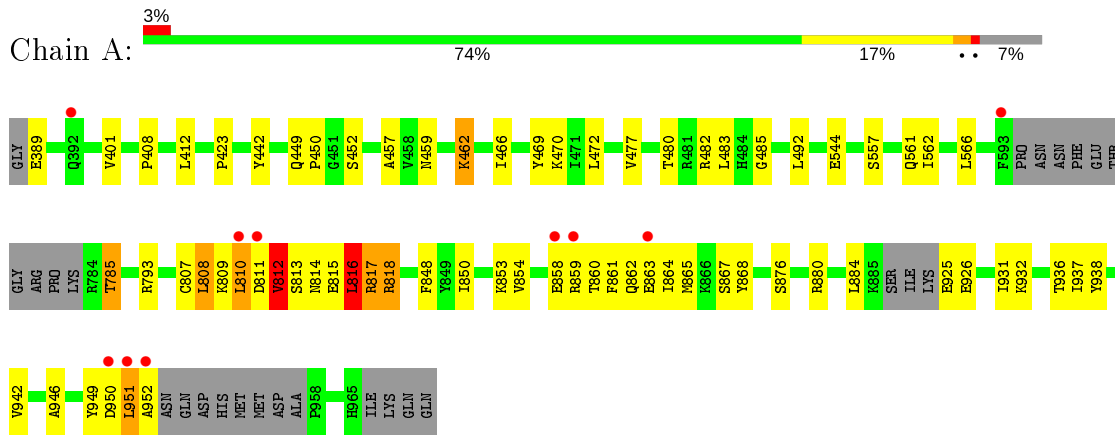 3%
Chain A:
74% 17% • • 7%
GLY E389 Q392 V401 P408 L412 P423 Y442 Q449 P450 G451 S452 A457 V458 N459 K462 I466 Y469 K470 I471 L472 V477 T480 R481 R482 L483 H484 G485 L492 E544 S557 Q561 I562 L566 F593 PRO ASN ASN PHE GLU THR
GLY ARG PRO LYS R784 T785 R793 C807 L808 K809 L810 D811 V812 S813 N814 E815 L816 R817 R818 F848 Y849 I850 K853 V854 E858 R859 T860 F861 Q862 E863 I864 M865 K866 S867 Y868 S876 R880 L884 K885 SER ILE LYS E925 E926 I931 K932 T936 I937 Y938
V942 A946 Y949 D950 L951 A952 ASN GLN ASP HIS MET MET ASP ALA P958 H965 ILE LYS GLN GLN